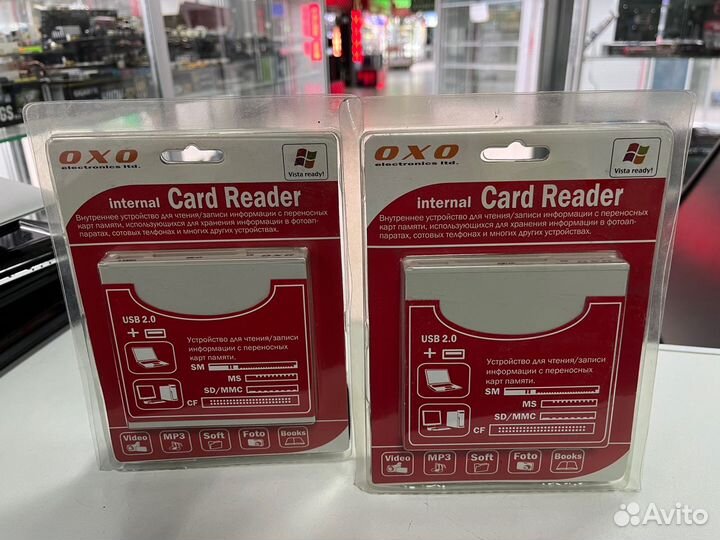 OXO
electronics ltd.
Vista ready!
internal Card Reader
Внутреннее устройство для чтения/записи информации с переносных
карт памяти, использующихся для хранения информации в фотоап-
паратах, сотовых телфонах и многих других устройствах.
USB 2.0
Устройство для чтения/записи
информации с переносных
карт памяти.
SM
MS
SD/MMC
CF
Video
MP3
Soft
Foto
Books
OXO
electronics ltd.
Vista ready!
internal Card Reader
Внутреннее устройство для чтения/записи информации с переносных
карт памяти, использующихся для хранения информации в фотоап-
паратах, сотовых телфонах и многих других устройствах.
USB 2.0
Устройство для чтения/записи
информации с переносных
карт памяти.
SM
MS
SD/MMC
CF
Video
MP3
Soft
Foto
Books
Avito